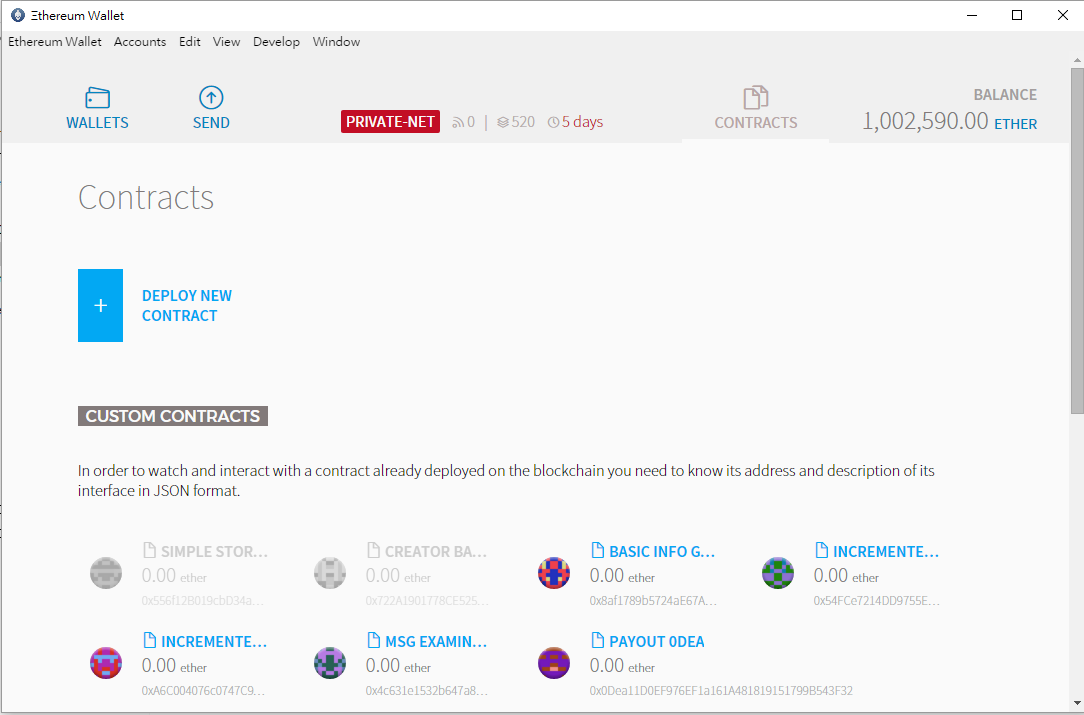 Ξthereum Wallet
Ethereum Wallet Accounts Edit View Develop Window
WALLETS SEND PRIVATE-NET 0 | 520 5 days CONTRACTS BALANCE
1,002,590.00 ETHER
Contracts
+ DEPLOY NEW
CONTRACT
CUSTOM CONTRACTS
In order to watch and interact with a contract already deployed on the blockchain you need to know its address and description of its
interface in JSON format.
SIMPLE STOR... CREATOR BA... BASIC INFO G... INCREMENTE...
0.00 ether 0.00 ether 0.00 ether 0.00 ether
0x556f12B019cbD34a... 0x722A1901778CE525... 0x8af1789b5724aE67A... 0x54FCe7214DD9755E...
INCREMENTE... MSG EXAMIN... PAYOUT 0DEA
0.00 ether 0.00 ether 0.00 ether
0xA6C004076c0747C9... 0x4c631e1532b647a8... 0x0Dea11D0EF976EF1a161A481819151799B543F32